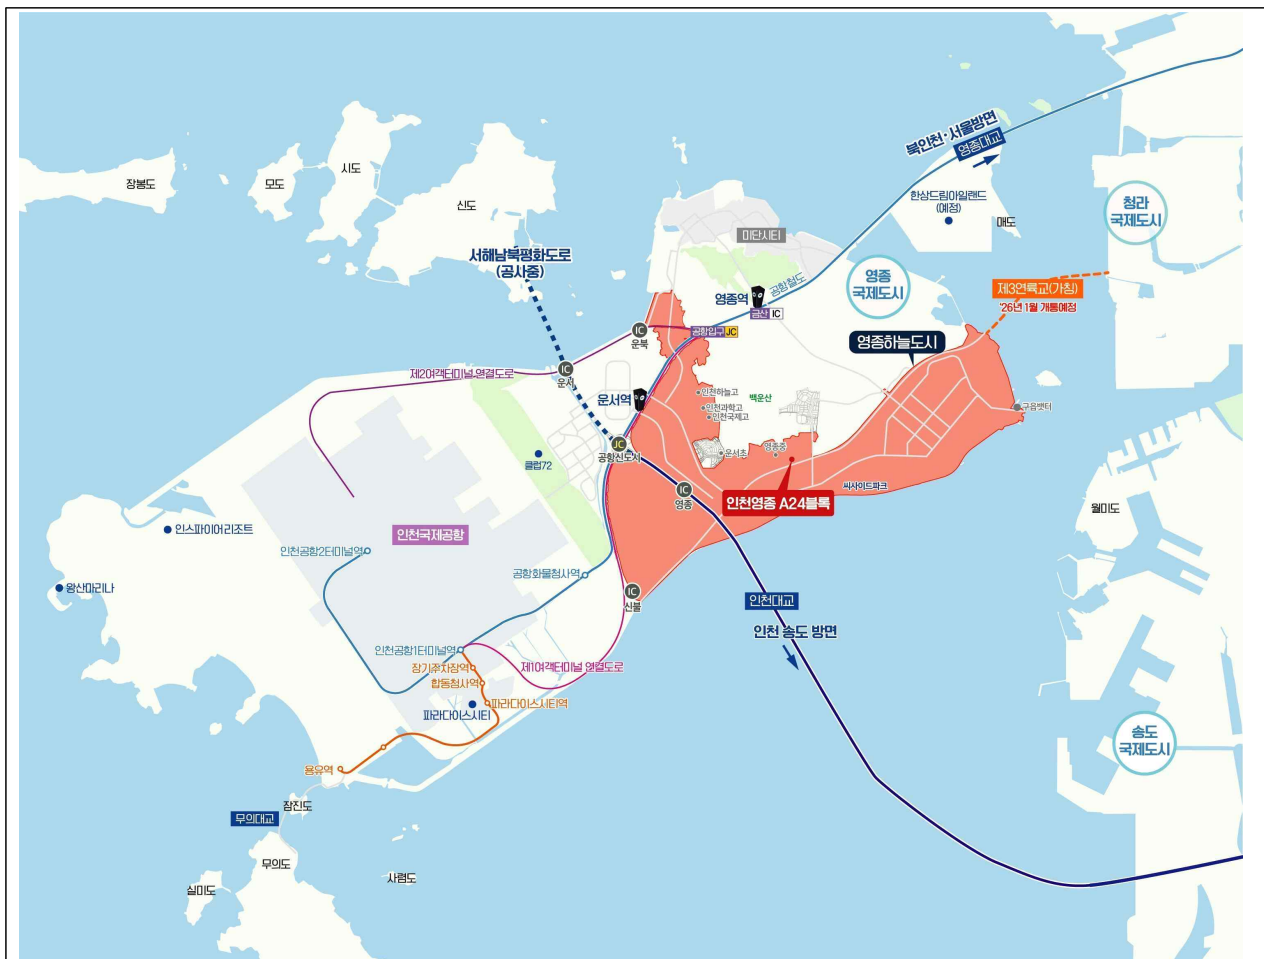 북인천·서울방면
영종대교
장봉도
모도
시도
신도
한상드림아일랜드
(예정)
매도
청라
국제도시
미단시티
서해남북평화도로
(공사중)
공항철도
영종
국제도시
영종역
금산 IC
제3연륙교(가칭)
'26년 1월 개통예정
IC
운북
공항입구 JC
영종하늘도시
제2여객터미널 연결도로
IC
운서
운서역
인천하늘고
인천과학고
인천국제고
백운산
구읍뱃터
JC
공항신도시
클럽72
운서초
영종중
씨사이드파크
IC
영종
인천영종 A24블록
월미도
인스파이어리조트
인천국제공항
인천공항2터미널역
공항화물청사역
왕산마리나
IC
신불
인천대교
인천 송도 방면
인천공항1터미널역
장기주차장역
합동청사역
제1여객터미널 연결도로
파라다이스시티역
파라다이스시티
송도
국제도시
용유역
잠진도
무의대교
무의도
실미도
사렴도